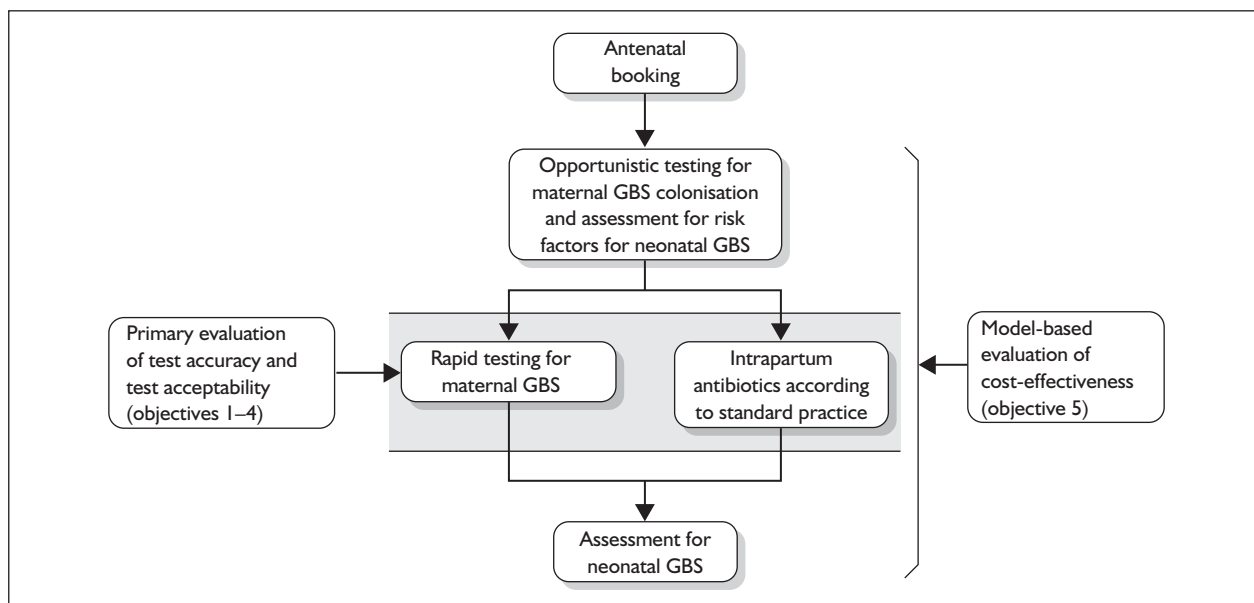 Antenatal
booking
Opportunistic testing for
maternal GBS colonisation
and assessment for risk
factors for neonatal GBS
Primary evaluation
of test accuracy and
test acceptability
(objectives 1–4)
Rapid testing for
maternal GBS
Intrapartum
antibiotics according
to standard practice
Model-based
evaluation of
cost-effectiveness
(objective 5)
Assessment for
neonatal GBS